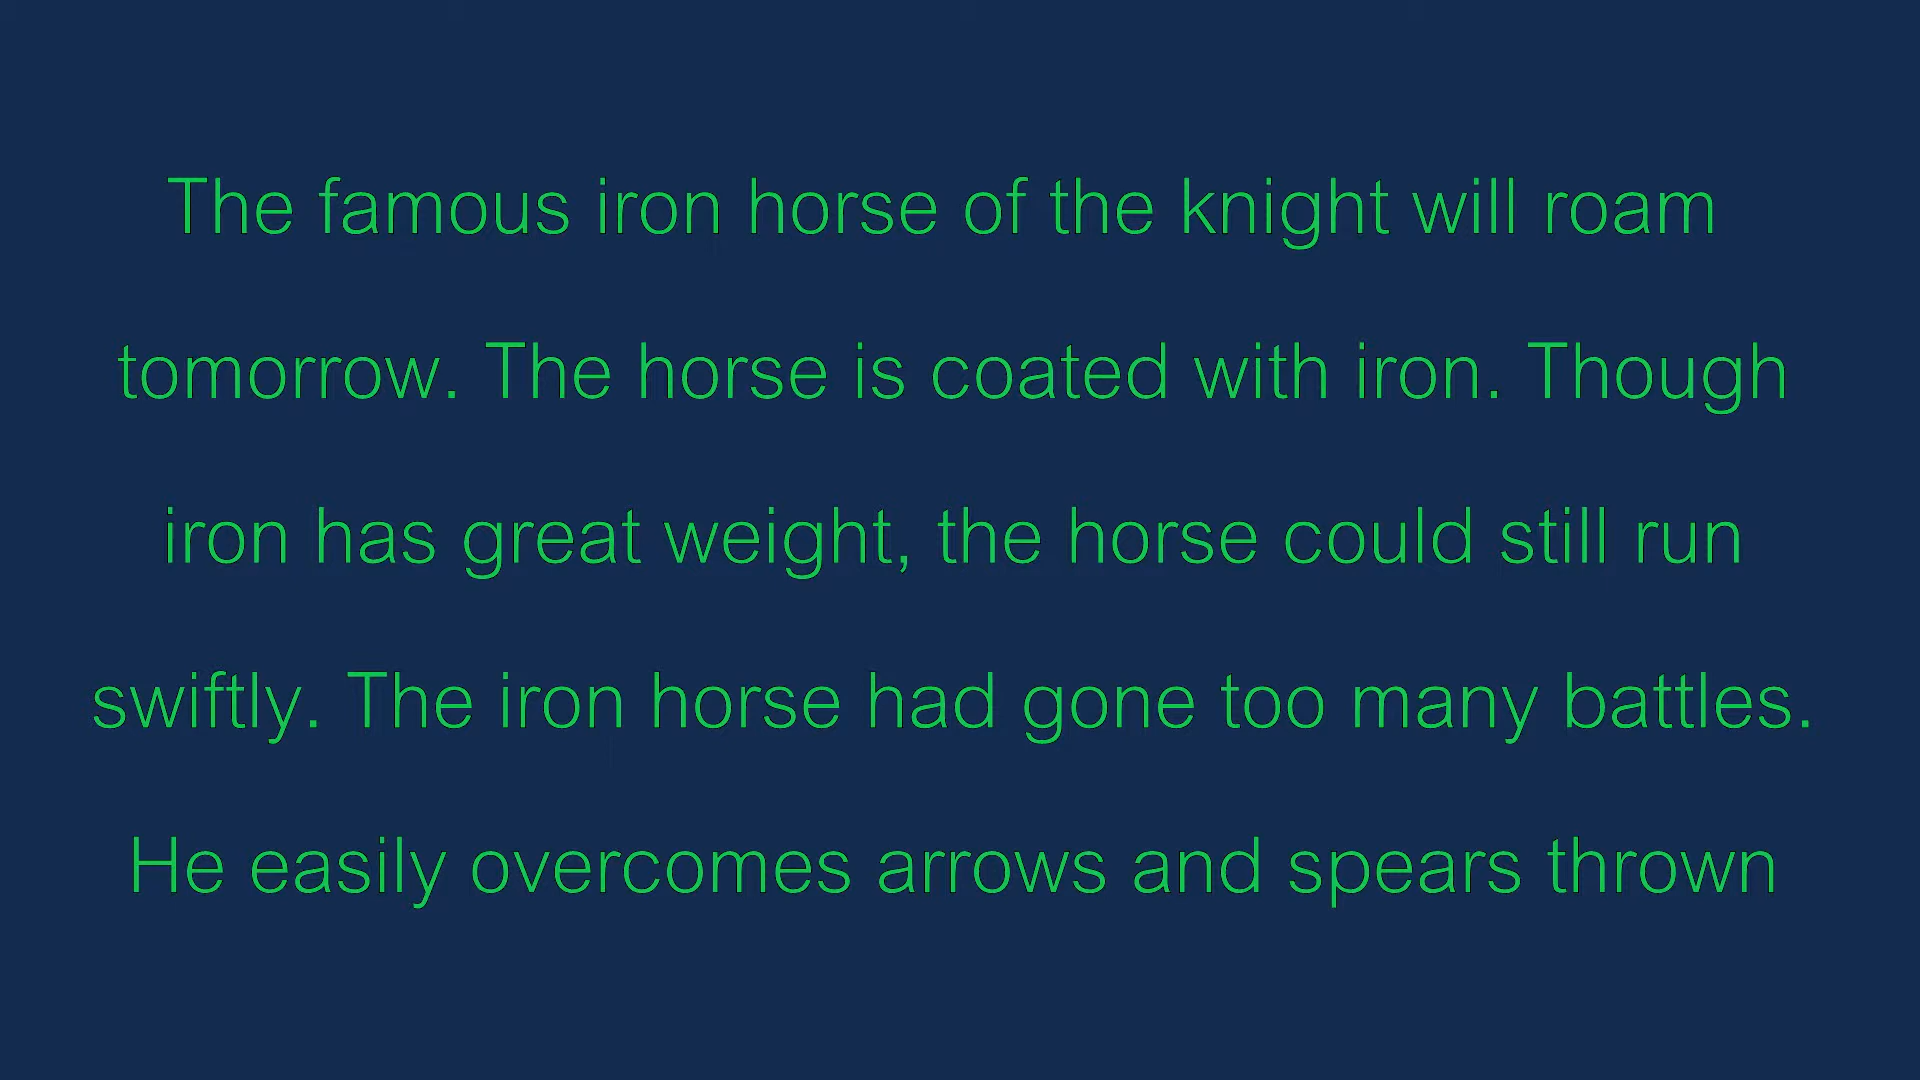 The famous iron horse of the knight will roam
tomorrow. The horse is coated with iron. Though
iron has great weight, the horse could still run
swiftly. The iron horse had gone too many battles.
He easily overcomes arrows and spears thrown